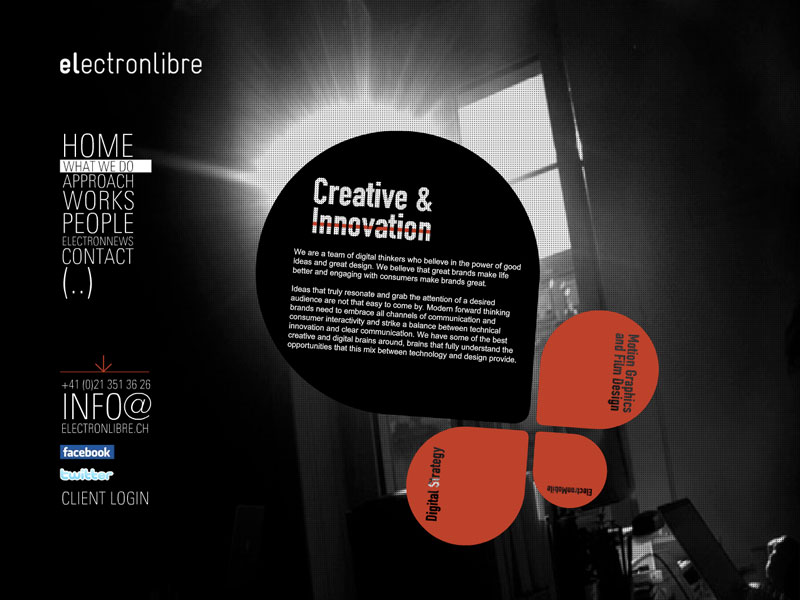 electronlibre
HOME
WHAT WE DO
APPROACH
WORKS
PEOPLE
ELECTRONNEWS
CONTACT
(..)
+41 (0)21 351 36 26
INFO@
ELECTRONLIBRE.CH
facebook
twitter
CLIENT LOGIN
Creative &
Innovation
We are a team of digital thinkers who believe in the power of good
ideas and great design. We believe that great brands make life
better and engaging with consumers make brands great.
Ideas that truly resonate and grab the attention of a desired
audience are not that easy to come by. Modern forward thinking
brands need to embrace all channels of communication and
consumer interactivity and strike a balance between technical
innovation and clear communication. We have some of the best
creative and digital brains around, brains that fully understand the
opportunities that this mix between technology and design provide.
Motion Graphics
and Film Design
Digital Strategy
ElectronMobile